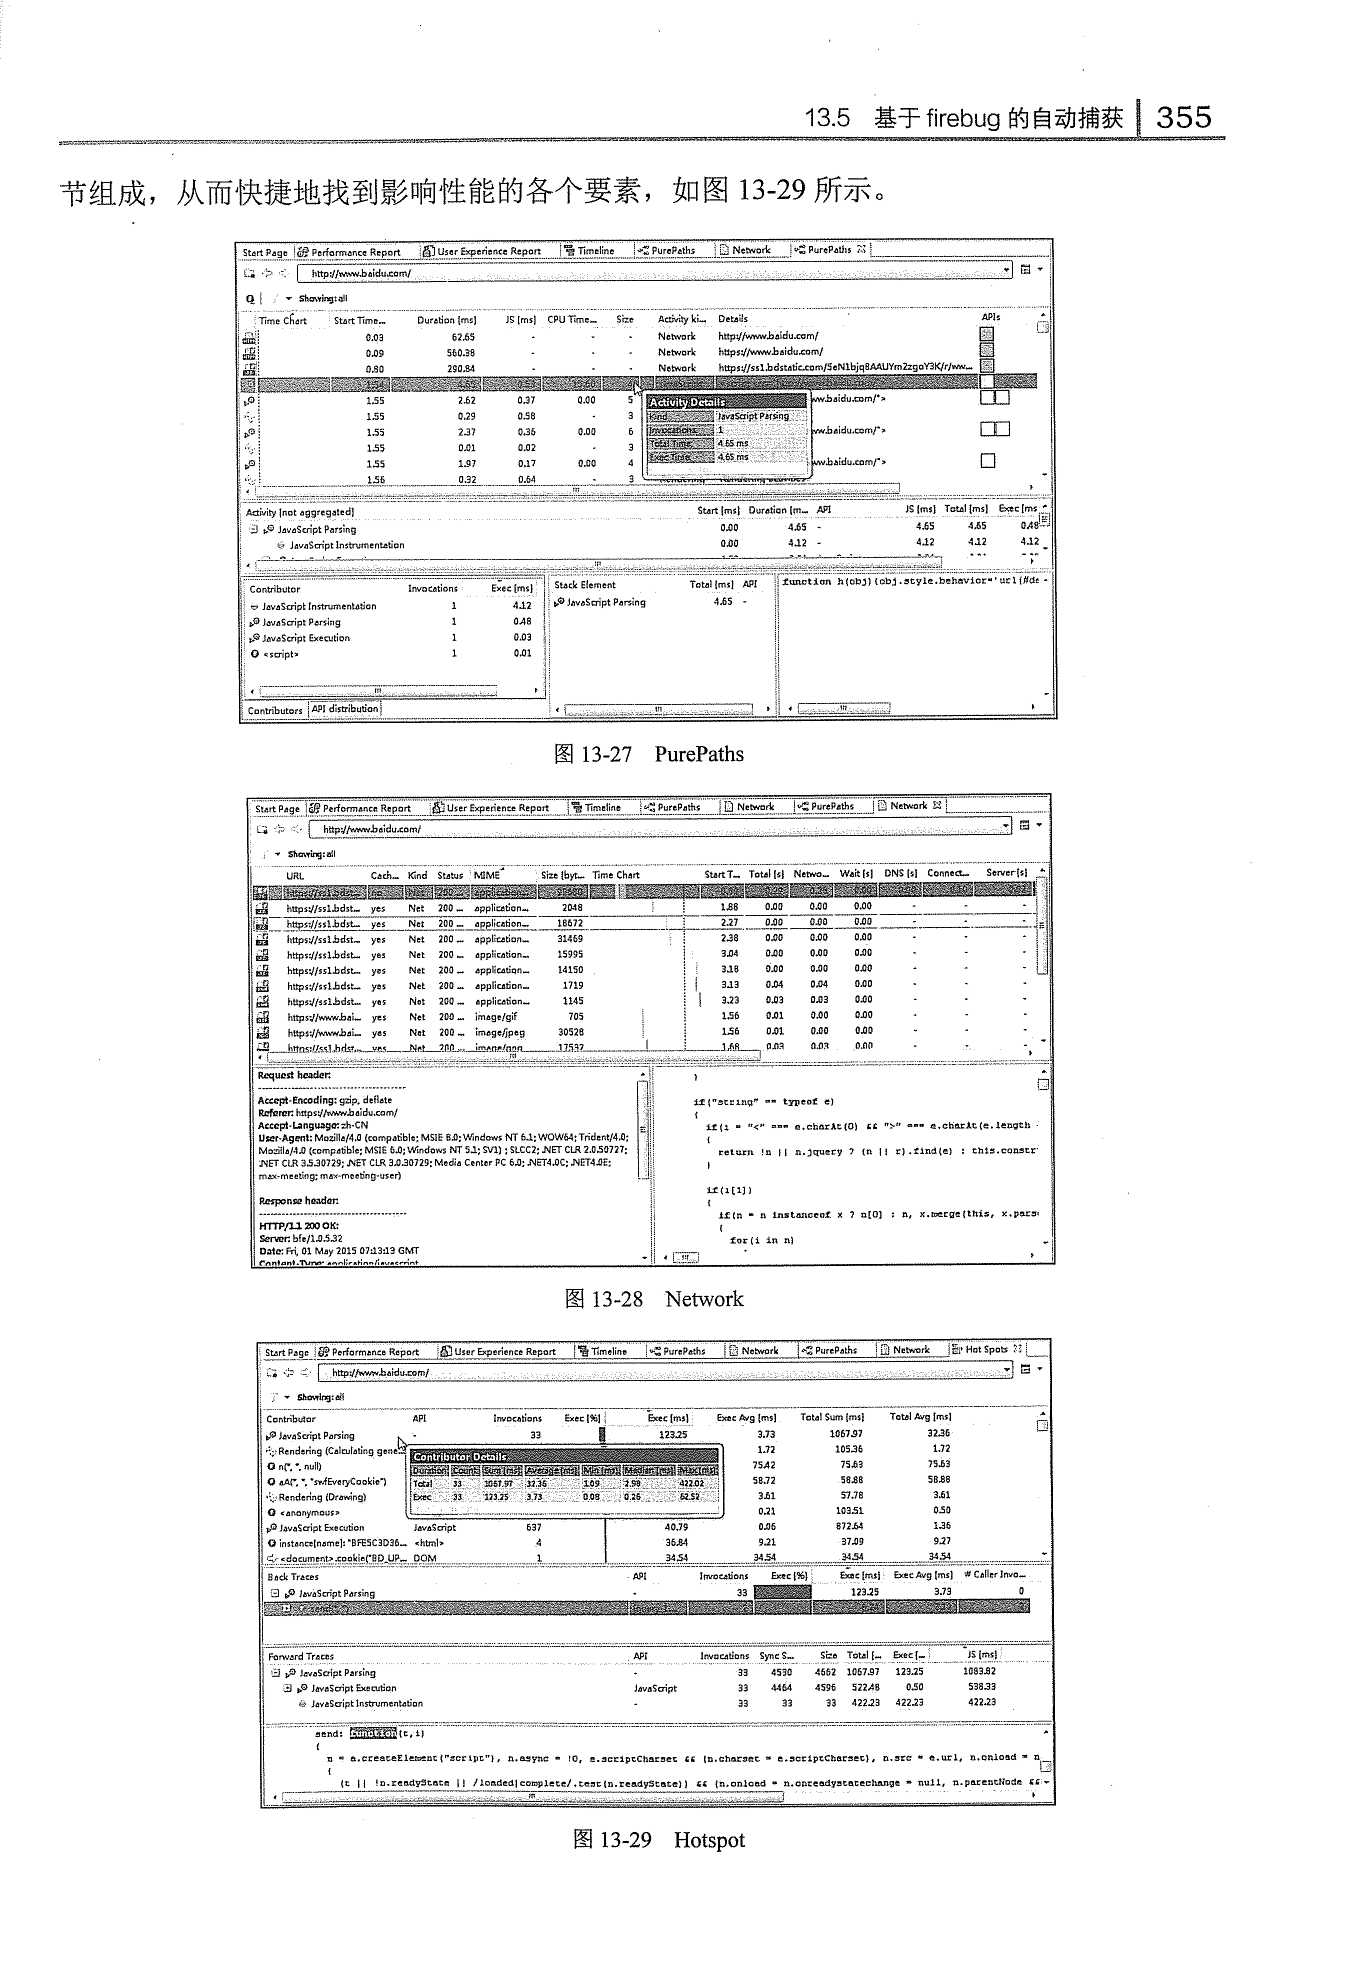 13.5 基于 firebug 的自动捕获 355
节组成，从而快捷地找到影响性能的各个要素，如图 13-29 所示。
Start Page Performance Report User Experience Report Timeline PurePaths Network PurePaths
http://www.baidu.com/
Showing: all
Time Chart Start Time... Duration [ms] JS [ms] CPU Time... Size Activity ki... Details APIs
0.03 62.65 - - - Network http://www.baidu.com/
0.09 560.38 - - - Network https://www.baidu.com/
0.80 290.84 - - - Network https://ss1.bdstatic.com/5eN1bjq8AAUYm2zgoY3K/r/ww...
1.55 2.62 0.37 0.00 5 ww.baidu.com/">
1.55 0.29 0.58 - 3
1.55 2.37 0.36 0.00 6 ww.baidu.com/">
1.55 0.01 0.02 - 3
1.55 1.97 0.17 0.00 4 ww.baidu.com/">
1.56 0.32 0.64 - 3
Activity Details
Kind JavaScript Parsing
Invocations 1
Total Time 4.65 ms
Exec Time 4.65 ms
Activity [not aggregated] Start [ms] Duration [m... API JS [ms] Total [ms] Exec [ms
JavaScript Parsing 0.00 4.65 - 4.65 4.65 0.48
JavaScript Instrumentation 0.00 4.12 - 4.12 4.12 4.12
Contributor Invocations Exec [ms]
JavaScript Instrumentation 1 4.12
JavaScript Parsing 1 0.48
JavaScript Execution 1 0.03
<script> 1 0.01
Contributors API distribution
Stack Element Total [ms] API
JavaScript Parsing 4.65 -
function h(obj){obj.style.behavior='url(#de
图 13-27 PurePaths
Start Page Performance Report User Experience Report Timeline PurePaths Network PurePaths Network
http://www.baidu.com/
Showing: all
URL Cach... Kind Status MIME Size [byt... Time Chart Start T... Total [s] Netwo... Wait [s] DNS [s] Connect... Server [s]
https://ss1.bdst... yes Net 200 ... application... 2048 1.88 0.00 0.00 0.00 - - -
https://ss1.bdst... yes Net 200 ... application... 18672 2.27 0.00 0.00 0.00 - - -
https://ss1.bdst... yes Net 200 ... application... 31469 2.38 0.00 0.00 0.00 - - -
https://ss1.bdst... yes Net 200 ... application... 15995 3.04 0.00 0.00 0.00 - - -
https://ss1.bdst... yes Net 200 ... application... 14150 3.18 0.00 0.00 0.00 - - -
https://ss1.bdst... yes Net 200 ... application... 1719 3.13 0.04 0.04 0.00 - - -
https://ss1.bdst... yes Net 200 ... application... 1145 3.23 0.03 0.03 0.00 - - -
https://www.bai... yes Net 200 ... image/gif 705 1.56 0.01 0.00 0.00 - - -
https://www.bai... yes Net 200 ... image/jpeg 30528 1.56 0.01 0.00 0.00 - - -
https://ss1.bdst... yes Net 200 ... image/png 17532 1.68 0.03 0.03 0.00
Request header:
Accept-Encoding: gzip, deflate
Referer: https://www.baidu.com/
Accept-Language: zh-CN
User-Agent: Mozilla/4.0 (compatible; MSIE 8.0; Windows NT 6.1; WOW64; Trident/4.0;
Mozilla/4.0 (compatible; MSIE 6.0; Windows NT 5.1; SV1) ; SLCC2; .NET CLR 2.0.50727;
.NET CLR 3.5.30729; .NET CLR 3.0.30729; Media Center PC 6.0; .NET4.0C; .NET4.0E;
max-meeting; max-meeting-user)
Response header:
HTTP/1.1 200 OK:
Server: bfe/1.0.5.32
Date: Fri, 01 May 2015 07:13:13 GMT
Content-Type: application/javascript
}
if("string" == typeof e)
{
if(i = "<" === e.charAt(0) && ">" === e.charAt(e.length -
{
return !n || n.jquery ? (n || r).find(e) : this.constr
}
if(i[1])
{
if(n = n instanceof x ? n[0] : n, x.merge(this, x.pars
{
for(i in n)
图 13-28 Network
Start Page Performance Report User Experience Report Timeline PurePaths Network PurePaths Network Hot Spots
http://www.baidu.com/
Showing: all
Contributor API Invocations Exec [%] Exec [ms] Exec Avg [ms] Total Sum [ms] Total Avg [ms]
JavaScript Parsing - 33 123.25 3.73 1067.97 32.36
Rendering (Calculating gene... 1.72 105.36 1.72
n(", ", null) 75.42 75.63 75.63
aA(", ", "swfEveryCookie") 58.72 58.88 58.88
Rendering (Drawing) 3.61 57.78 3.61
<anonymous> 0.21 103.51 0.50
JavaScript Execution JavaScript 637 40.79 0.06 872.64 1.36
instance[name]: "BFE5C3D36... <html> 4 36.84 9.21 37.09 9.27
<document>.cookie("BD_UP... DOM 1 34.54 34.54 34.54 34.54
Contributor Details
Duration Count Sum [ms] Average [ms] Min [ms] Median [ms] Max [ms]
Total 33 1067.97 32.36 1.09 2.98 422.02
Exec 33 123.25 3.73 0.08 0.26 62.52
Back Traces API Invocations Exec [%] Exec [ms] Exec Avg [ms] # Caller Invo...
JavaScript Parsing - 33 123.25 3.73 0
Forward Traces API Invocations Sync S... Size Total [... Exec [... JS [ms]
JavaScript Parsing - 33 4530 4662 1067.97 123.25 1083.82
JavaScript Execution JavaScript 33 4464 4596 522.48 0.50 538.33
JavaScript Instrumentation - 33 33 33 422.23 422.23 422.23
send: function(t,i)
{
n = a.createElement("script"), n.async = !0, e.scriptCharset && (n.charset = e.scriptCharset), n.src = e.url, n.onload = n
{
(t || !n.readyState || /loaded|complete/.test(n.readyState)) && (n.onload = n.onreadystatechange = null, n.parentNode &&
图 13-29 Hotspot